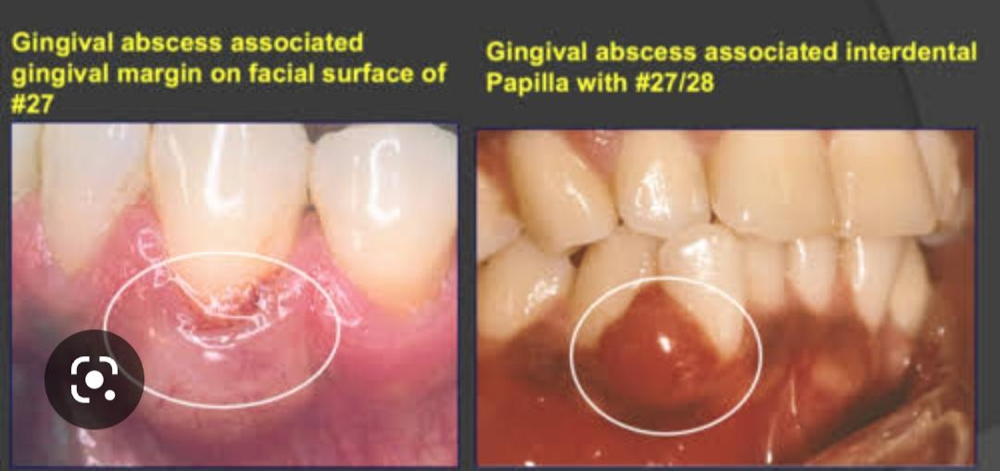 Gingival abscess associated
gingival margin on facial surface of
#27
Gingival abscess associated interdental
Papilla with #27/28